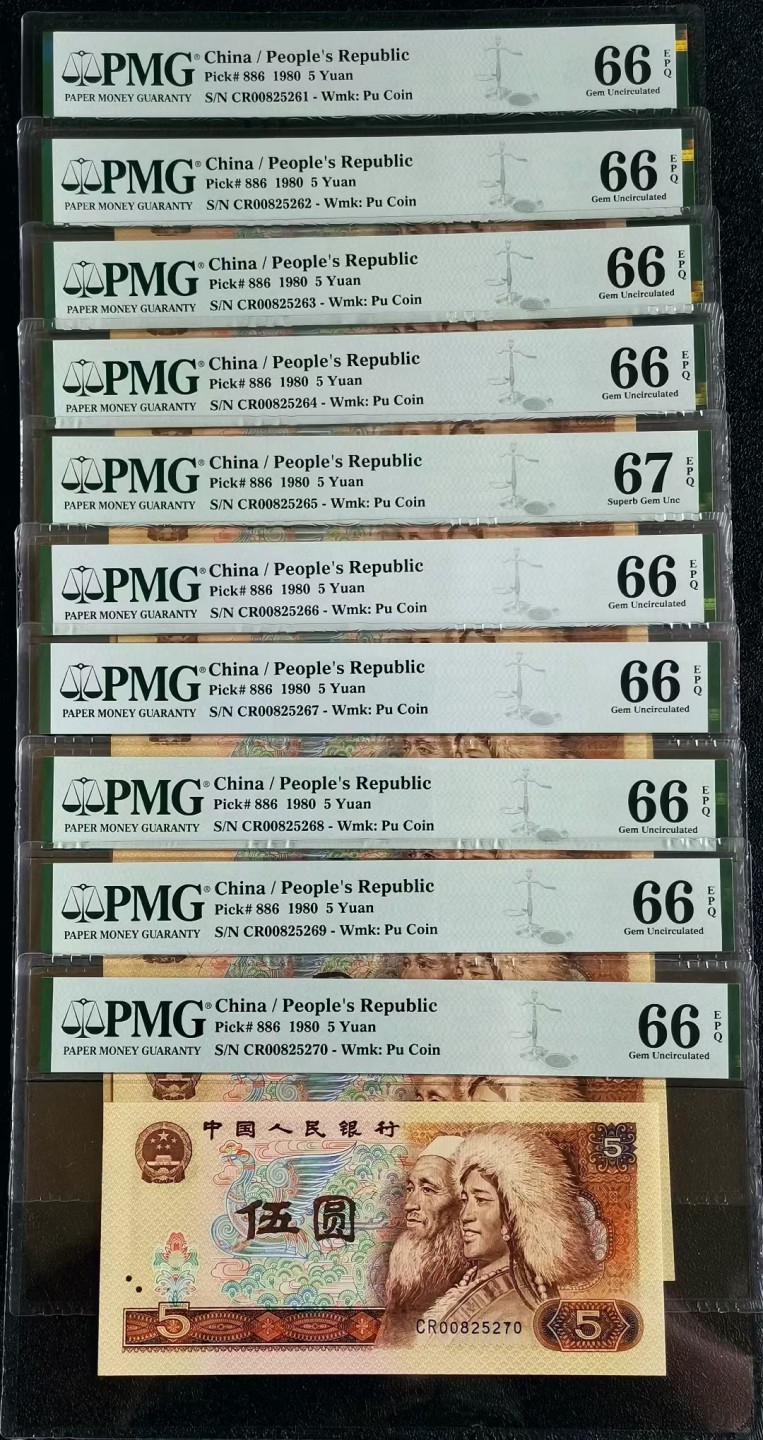 PMG® China / People's Republic
Pick# 886 1980 5 Yuan
66 EPQ
Gem Uncirculated
PAPER MONEY GUARANTY S/N CR00825261 - Wmk: Pu Coin
PMG® China / People's Republic
Pick# 886 1980 5 Yuan
66 EPQ
Gem Uncirculated
PAPER MONEY GUARANTY S/N CR00825262 - Wmk: Pu Coin
PMG® China / People's Republic
Pick# 886 1980 5 Yuan
66 EPQ
Gem Uncirculated
PAPER MONEY GUARANTY S/N CR00825263 - Wmk: Pu Coin
PMG® China / People's Republic
Pick# 886 1980 5 Yuan
66 EPQ
Gem Uncirculated
PAPER MONEY GUARANTY S/N CR00825264 - Wmk: Pu Coin
PMG® China / People's Republic
Pick# 886 1980 5 Yuan
67 EPQ
Superb Gem Unc
PAPER MONEY GUARANTY S/N CR00825265 - Wmk: Pu Coin
PMG® China / People's Republic
Pick# 886 1980 5 Yuan
66 EPQ
Gem Uncirculated
PAPER MONEY GUARANTY S/N CR00825266 - Wmk: Pu Coin
PMG® China / People's Republic
Pick# 886 1980 5 Yuan
66 EPQ
Gem Uncirculated
PAPER MONEY GUARANTY S/N CR00825267 - Wmk: Pu Coin
PMG® China / People's Republic
Pick# 886 1980 5 Yuan
66 EPQ
Gem Uncirculated
PAPER MONEY GUARANTY S/N CR00825268 - Wmk: Pu Coin
PMG® China / People's Republic
Pick# 886 1980 5 Yuan
66 EPQ
Gem Uncirculated
PAPER MONEY GUARANTY S/N CR00825269 - Wmk: Pu Coin
PMG® China / People's Republic
Pick# 886 1980 5 Yuan
66 EPQ
Gem Uncirculated
PAPER MONEY GUARANTY S/N CR00825270 - Wmk: Pu Coin
中国人民银行
5
伍圆
5
CR00825270
5